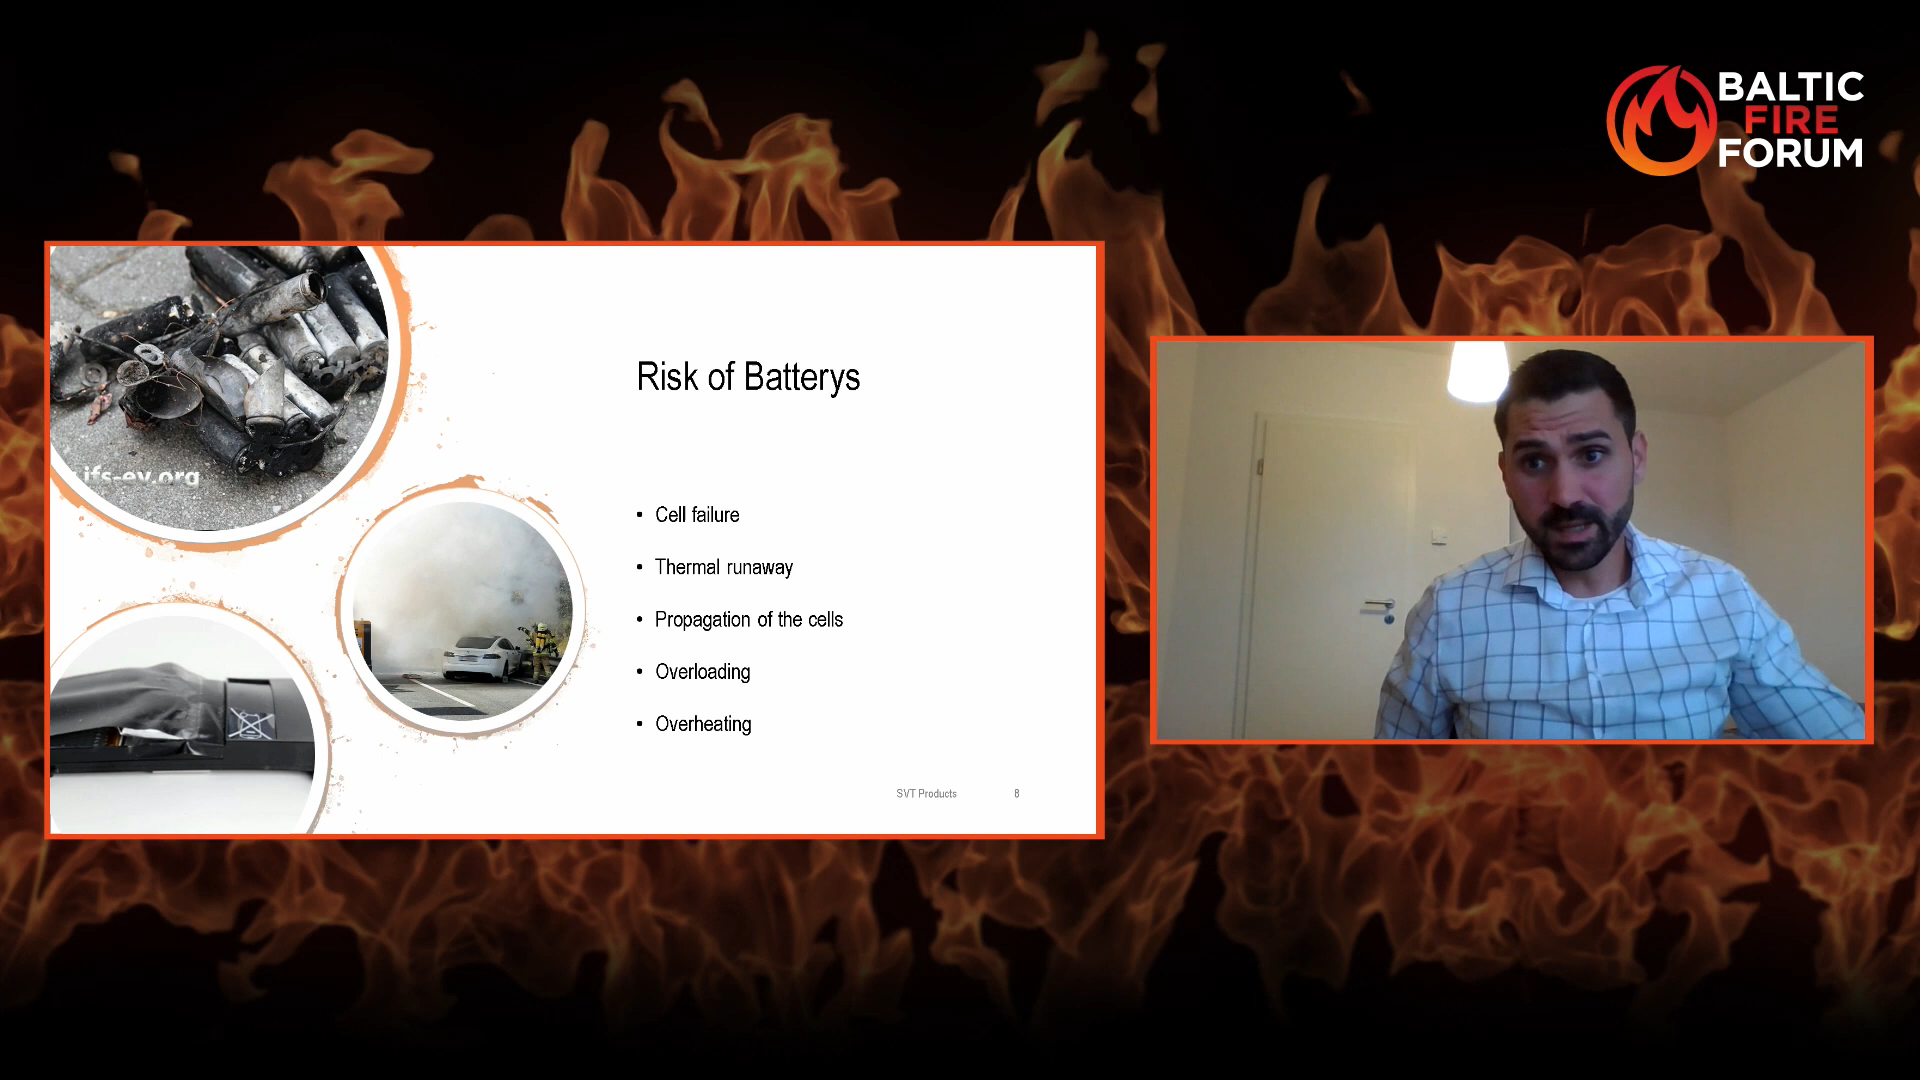 BALTIC
FIRE
FORUM
ifs-ev.org
Risk of Batterys
• Cell failure
• Thermal runaway
• Propagation of the cells
• Overloading
• Overheating
SVT Products 8